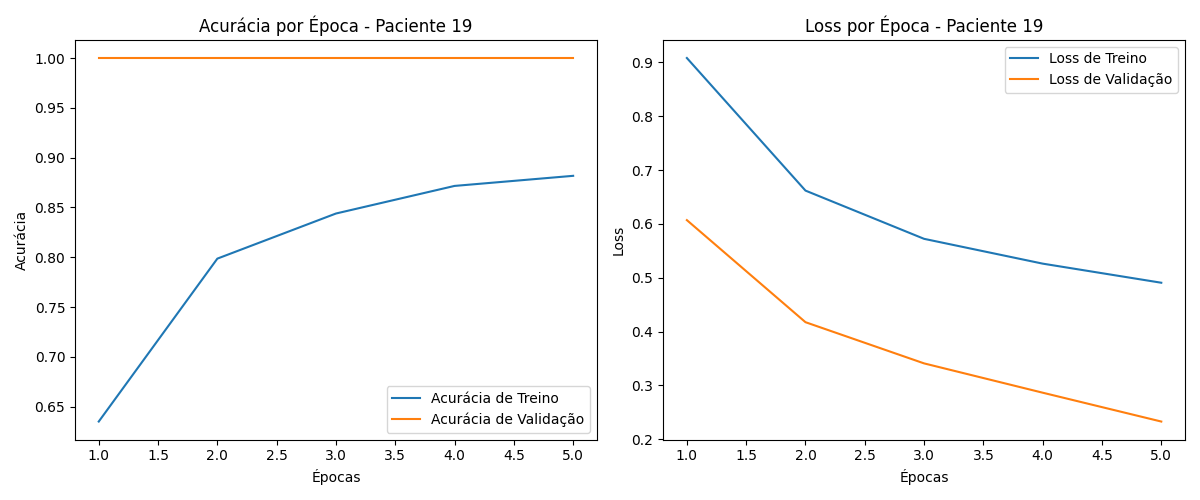 Acurácia por Época - Paciente 19
1.00
0.95
0.90
0.85
0.80
0.75
0.70
0.65
Acurácia
1.0 1.5 2.0 2.5 3.0 3.5 4.0 4.5 5.0
Épocas
Acurácia de Treino
Acurácia de Validação
Loss por Época - Paciente 19
0.9
0.8
0.7
0.6
0.5
0.4
0.3
0.2
Loss
1.0 1.5 2.0 2.5 3.0 3.5 4.0 4.5 5.0
Épocas
Loss de Treino
Loss de Validação